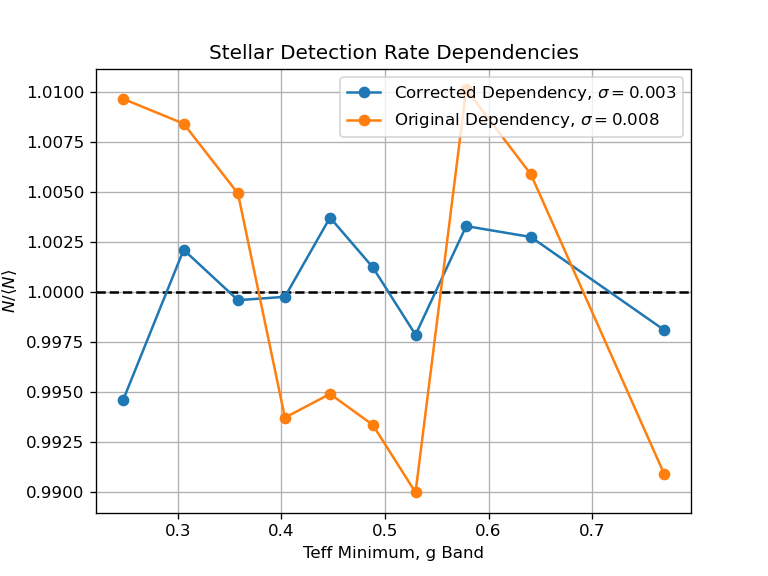 Stellar Detection Rate Dependencies
Corrected Dependency, σ = 0.003
Original Dependency, σ = 0.008
1.0100
1.0075
1.0050
1.0025
1.0000
0.9975
0.9950
0.9925
0.9900
N/⟨N⟩
0.3 0.4 0.5 0.6 0.7
Teff Minimum, g Band